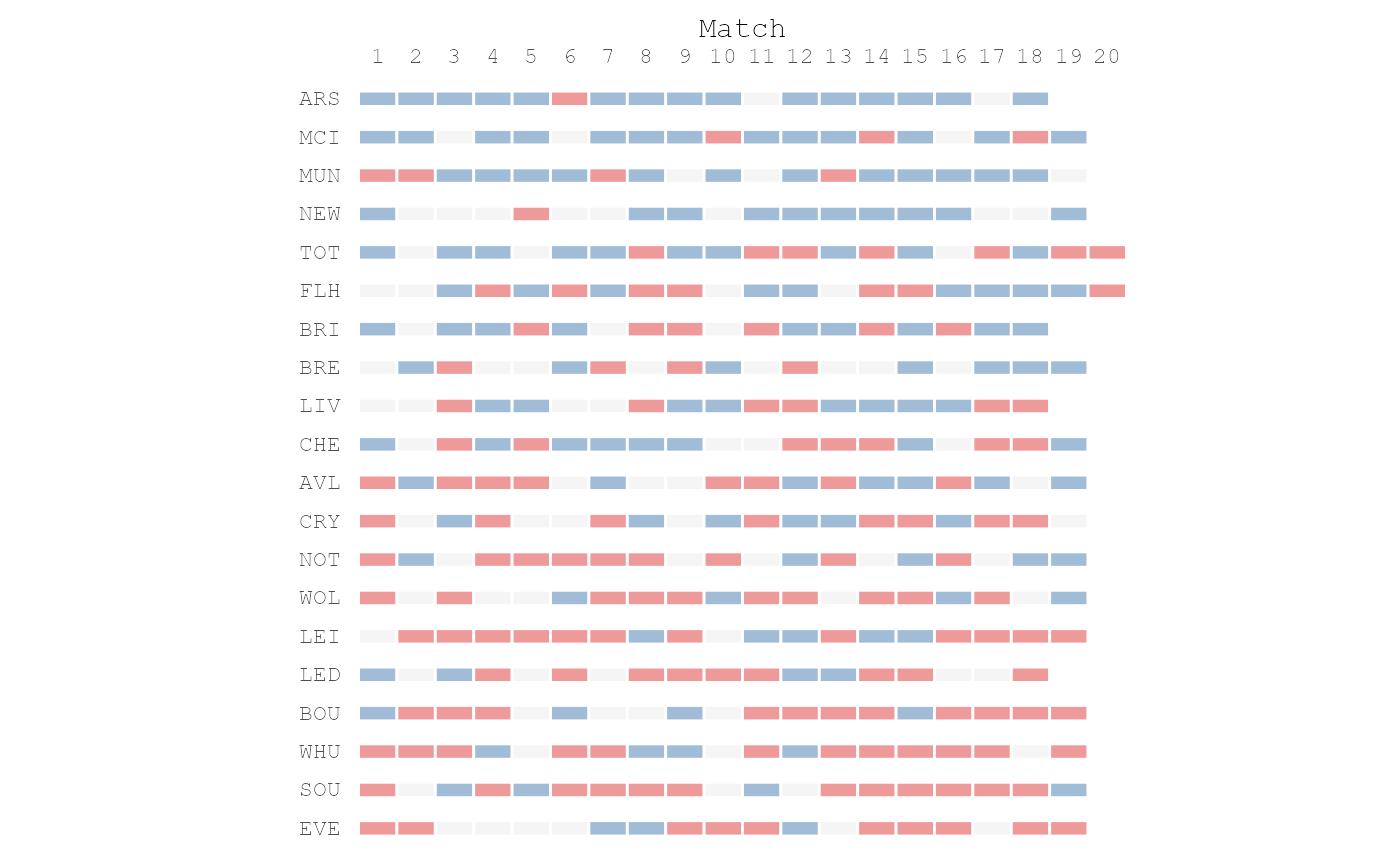 Match
1 2 3 4 5 6 7 8 9 10 11 12 13 14 15 16 17 18 19 20
ARS
MCI
MUN
NEW
TOT
FLH
BRI
BRE
LIV
CHE
AVL
CRY
NOT
WOL
LEI
LED
BOU
WHU
SOU
EVE